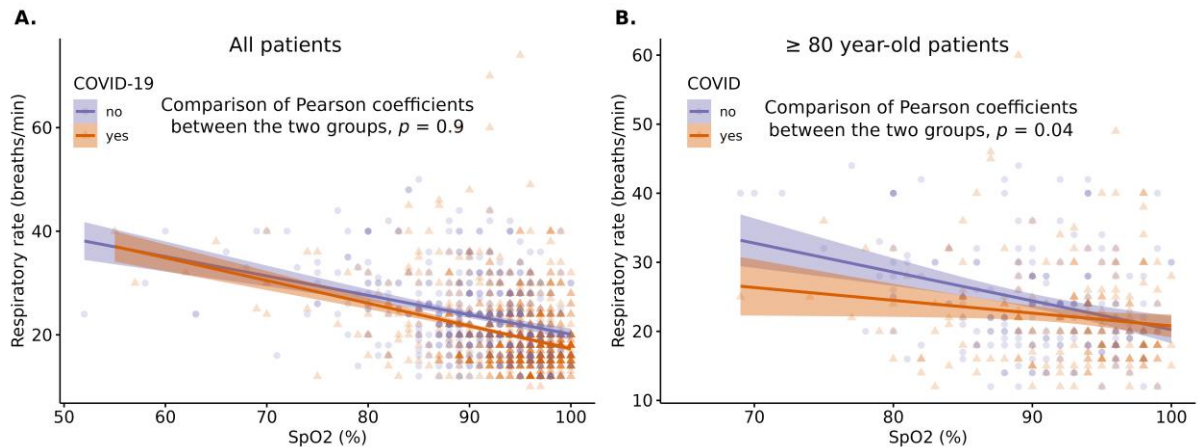 A.
All patients
COVID-19
no
yes
Comparison of Pearson coefficients
between the two groups, p = 0.9
Respiratory rate (breaths/min)
60
40
20
50
60
70
80
90
100
SpO2 (%)
B.
≥ 80 year-old patients
COVID
no
yes
Comparison of Pearson coefficients
between the two groups, p = 0.04
Respiratory rate (breaths/min)
60
50
40
30
20
10
70
80
90
100
SpO2 (%)